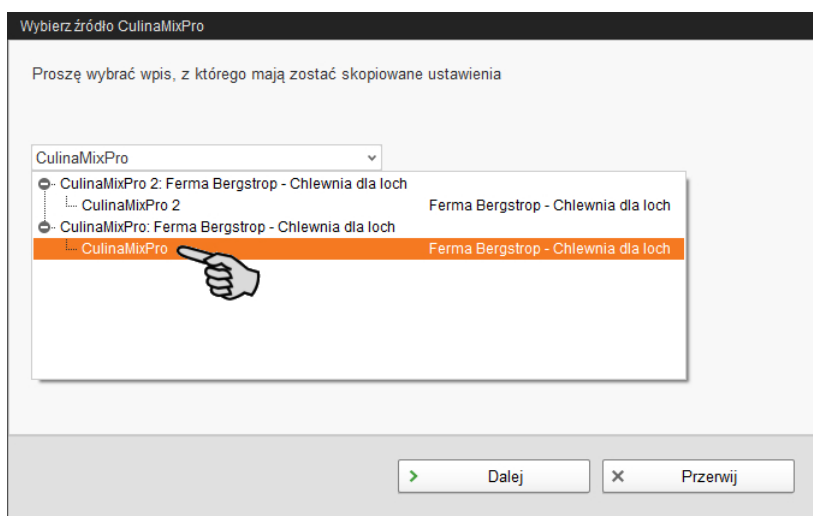 Wybierz źródło CulinaMixPro
Proszę wybrać wpis, z którego mają zostać skopiowane ustawienia
CulinaMixPro
CulinaMixPro 2: Ferma Bergstrop - Chlewnia dla loch
CulinaMixPro 2 Ferma Bergstrop - Chlewnia dla loch
CulinaMixPro: Ferma Bergstrop - Chlewnia dla loch
CulinaMixPro Ferma Bergstrop - Chlewnia dla loch
Dalej Przerwij